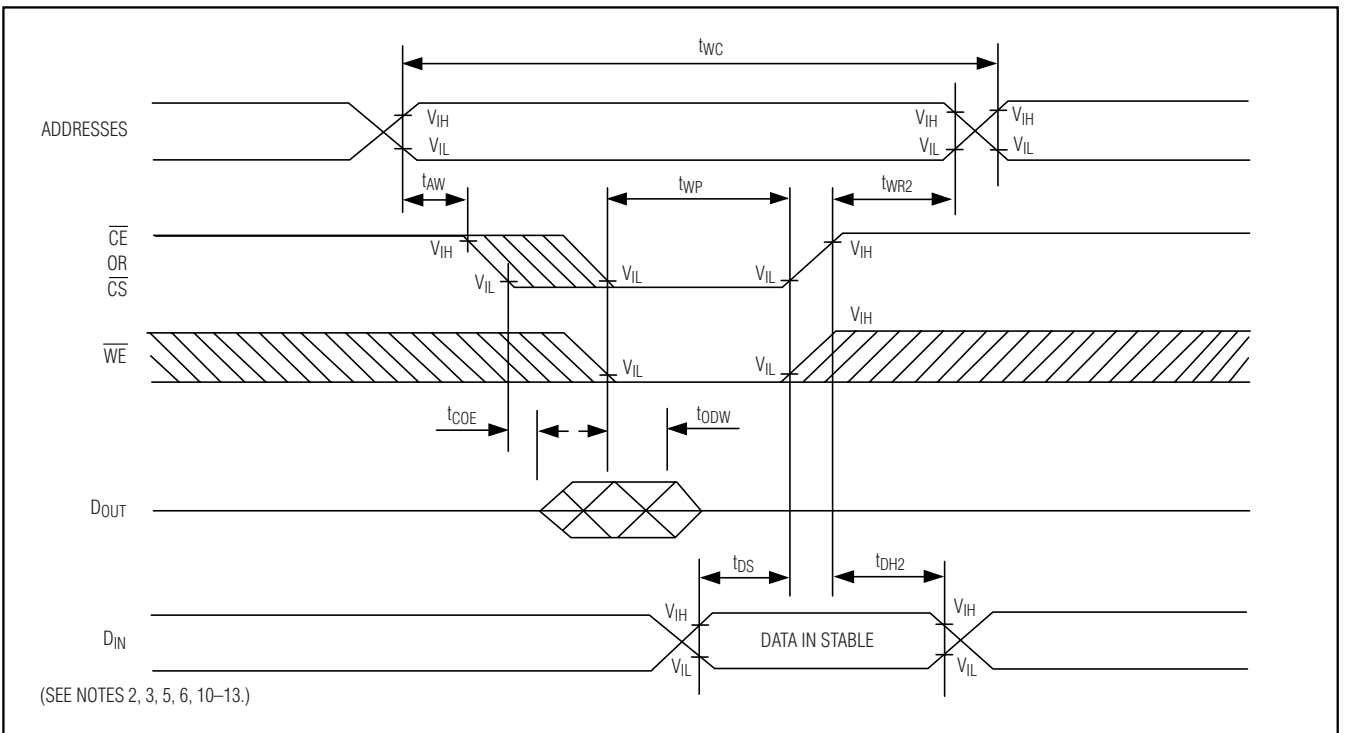 tWC
ADDRESSES
VIH
VIL
VIH
VIL
VIH
VIL
tAW
tWP
tWR2
CE
OR
CS
VIH
VIL
VIL
VIL
VIH
WE
VIL
VIL
VIH
tCOE
tODW
DOUT
tDS
tDH2
DIN
VIH
VIL
DATA IN STABLE
VIH
VIL
(SEE NOTES 2, 3, 5, 6, 10–13.)